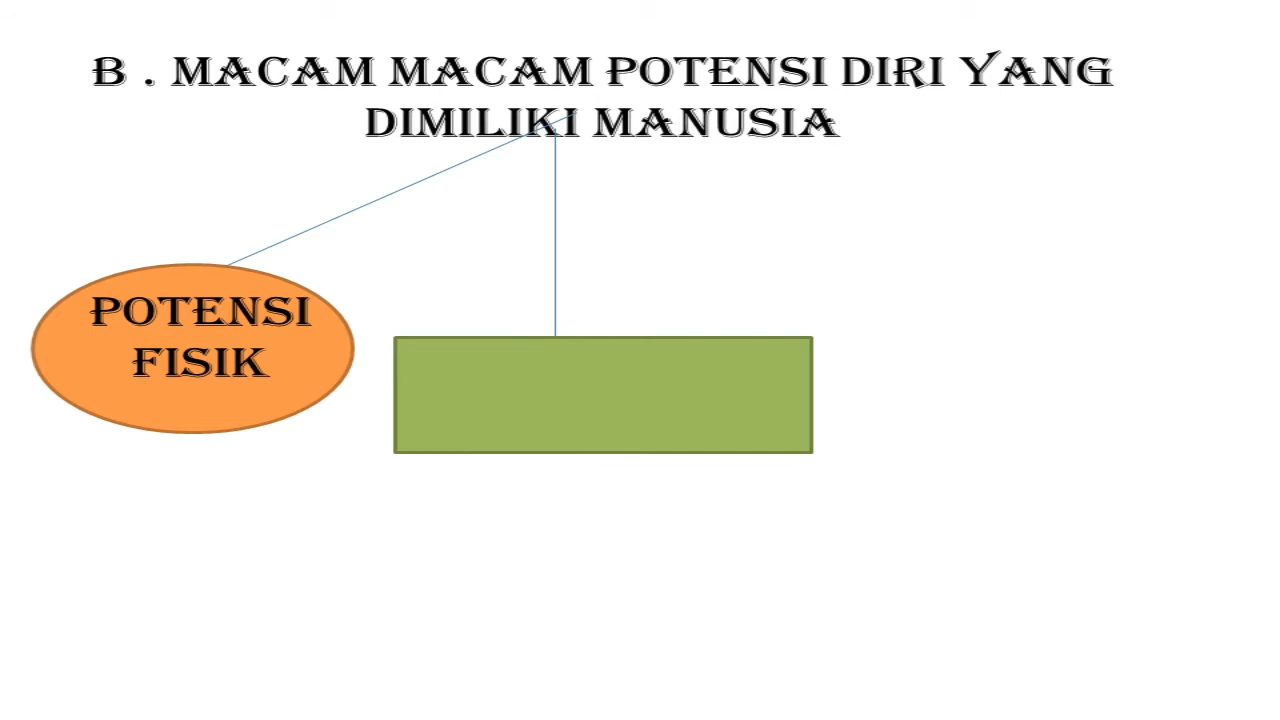 B . MACAM MACAM POTENSI DIRI YANG
DIMILIKI MANUSIA
POTENSI
FISIK